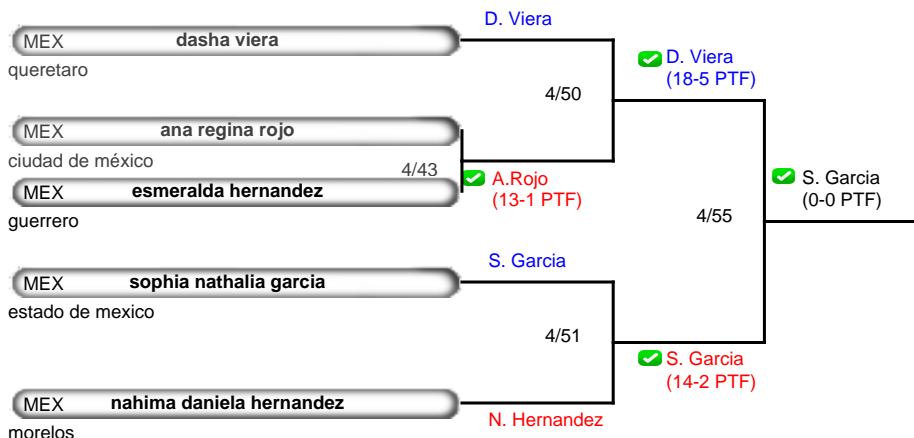 D. Viera
MEX dasha viera
queretaro
D. Viera
(18-5 PTF)
4/50
MEX ana regina rojo
ciudad de méxico
4/43
A.Rojo
(13-1 PTF)
MEX esmeralda hernandez
guerrero
S. Garcia
(0-0 PTF)
4/55
S. Garcia
MEX sophia nathalia garcia
estado de mexico
4/51
S. Garcia
(14-2 PTF)
MEX nahima daniela hernandez
N. Hernandez
morelos